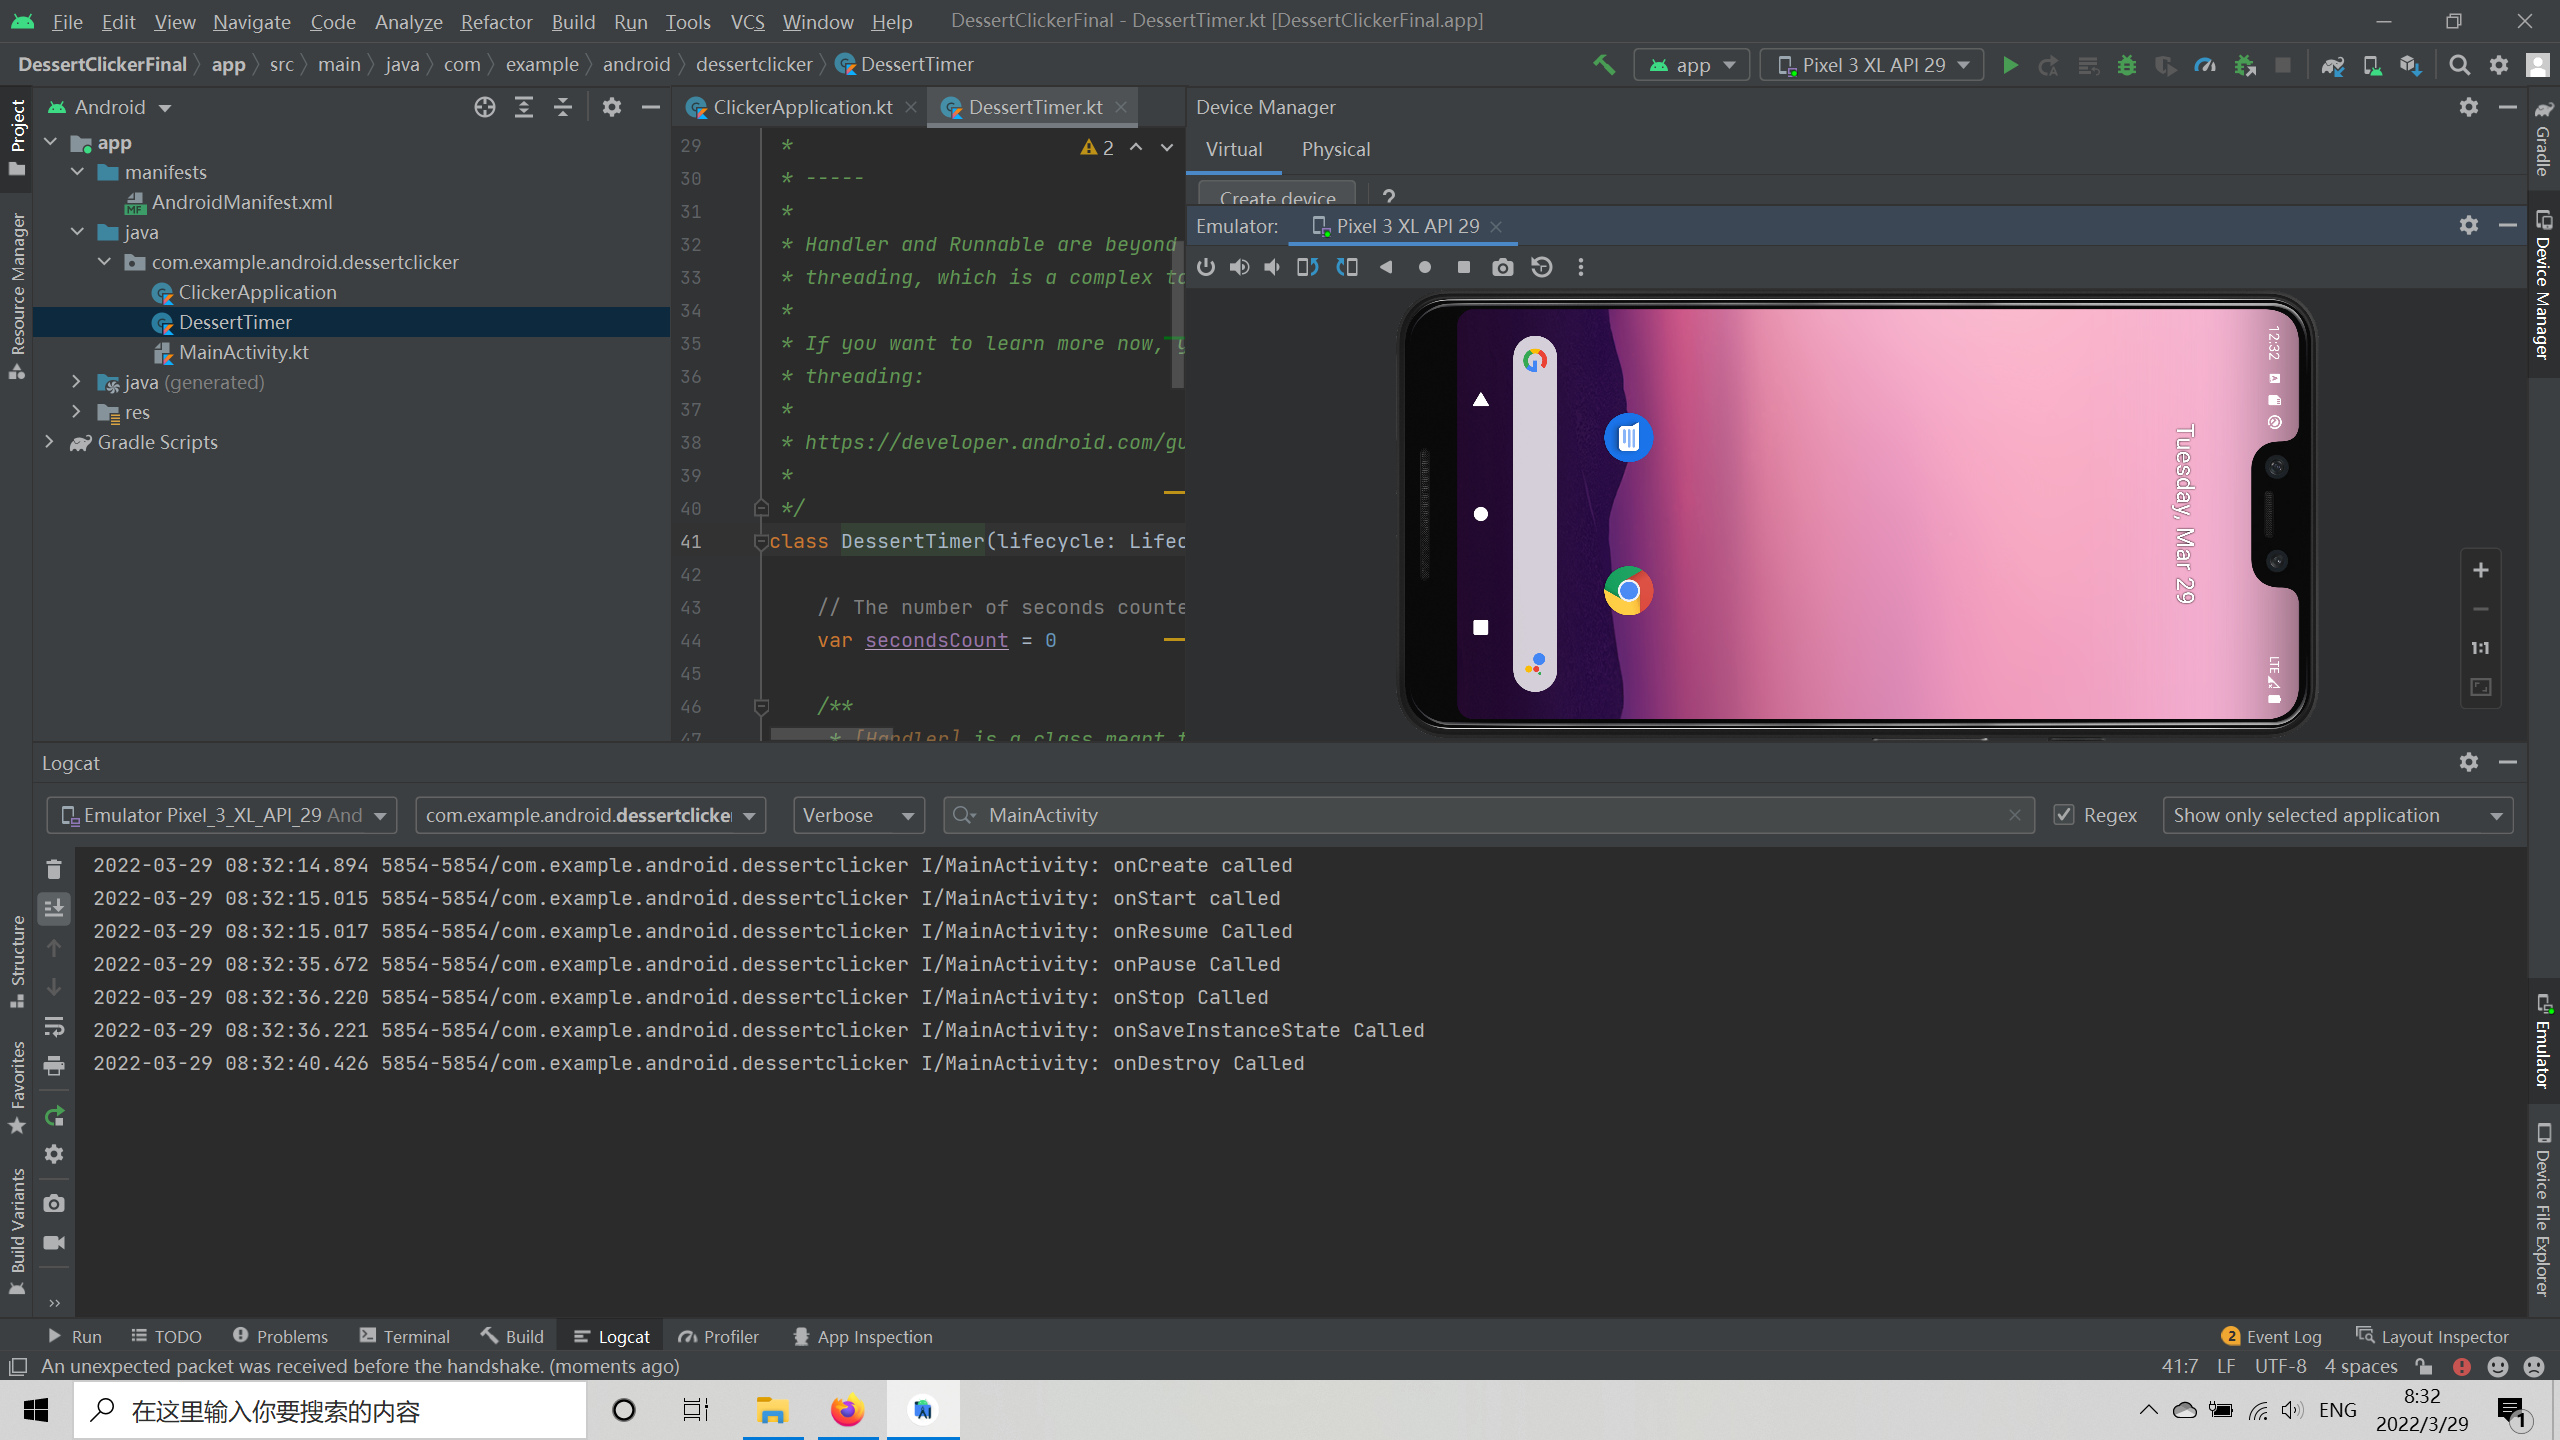 File Edit View Navigate Code Analyze Refactor Build Run Tools VCS Window Help DessertClickerFinal - DessertTimer.kt [DessertClickerFinal.app]
DessertClickerFinal app src main java com example android dessertclicker DessertTimer app Pixel 3 XL API 29
Project
Resource Manager
Structure
Favorites
Build Variants
Android
app
manifests
AndroidManifest.xml
java
com.example.android.dessertclicker
ClickerApplication
DessertTimer
MainActivity.kt
java (generated)
res
Gradle Scripts
ClickerApplication.kt DessertTimer.kt
2
29 *
30 * -----
31 *
32 * Handler and Runnable are beyond
33 * threading, which is a complex
34 *
35 * If you want to learn more now,
36 * threading:
37 *
38 * https://developer.android.com/gu
39 *
40 */
41 class DessertTimer(lifecycle: Lifec
42
43 // The number of seconds counte
44 var secondsCount = 0
45
46 /**
47 * [Handler] is a class meant t
Device Manager
Virtual Physical
Create device ?
Emulator: Pixel 3 XL API 29
12:32
LTE
Tuesday, Mar 29
1:1
Gradle
Device Manager
Emulator
Device File Explorer
Logcat
Emulator Pixel_3_XL_API_29 And com.example.android.dessertclicke Verbose MainActivity Regex Show only selected application
2022-03-29 08:32:14.894 5854-5854/com.example.android.dessertclicker I/MainActivity: onCreate called
2022-03-29 08:32:15.015 5854-5854/com.example.android.dessertclicker I/MainActivity: onStart called
2022-03-29 08:32:15.017 5854-5854/com.example.android.dessertclicker I/MainActivity: onResume Called
2022-03-29 08:32:35.672 5854-5854/com.example.android.dessertclicker I/MainActivity: onPause Called
2022-03-29 08:32:36.220 5854-5854/com.example.android.dessertclicker I/MainActivity: onStop Called
2022-03-29 08:32:36.221 5854-5854/com.example.android.dessertclicker I/MainActivity: onSaveInstanceState Called
2022-03-29 08:32:40.426 5854-5854/com.example.android.dessertclicker I/MainActivity: onDestroy Called
Run TODO Problems Terminal Build Logcat Profiler App Inspection 2 Event Log Layout Inspector
An unexpected packet was received before the handshake. (moments ago) 41:7 LF UTF-8 4 spaces
在这里输入你要搜索的内容
ENG
8:32
2022/3/29
1